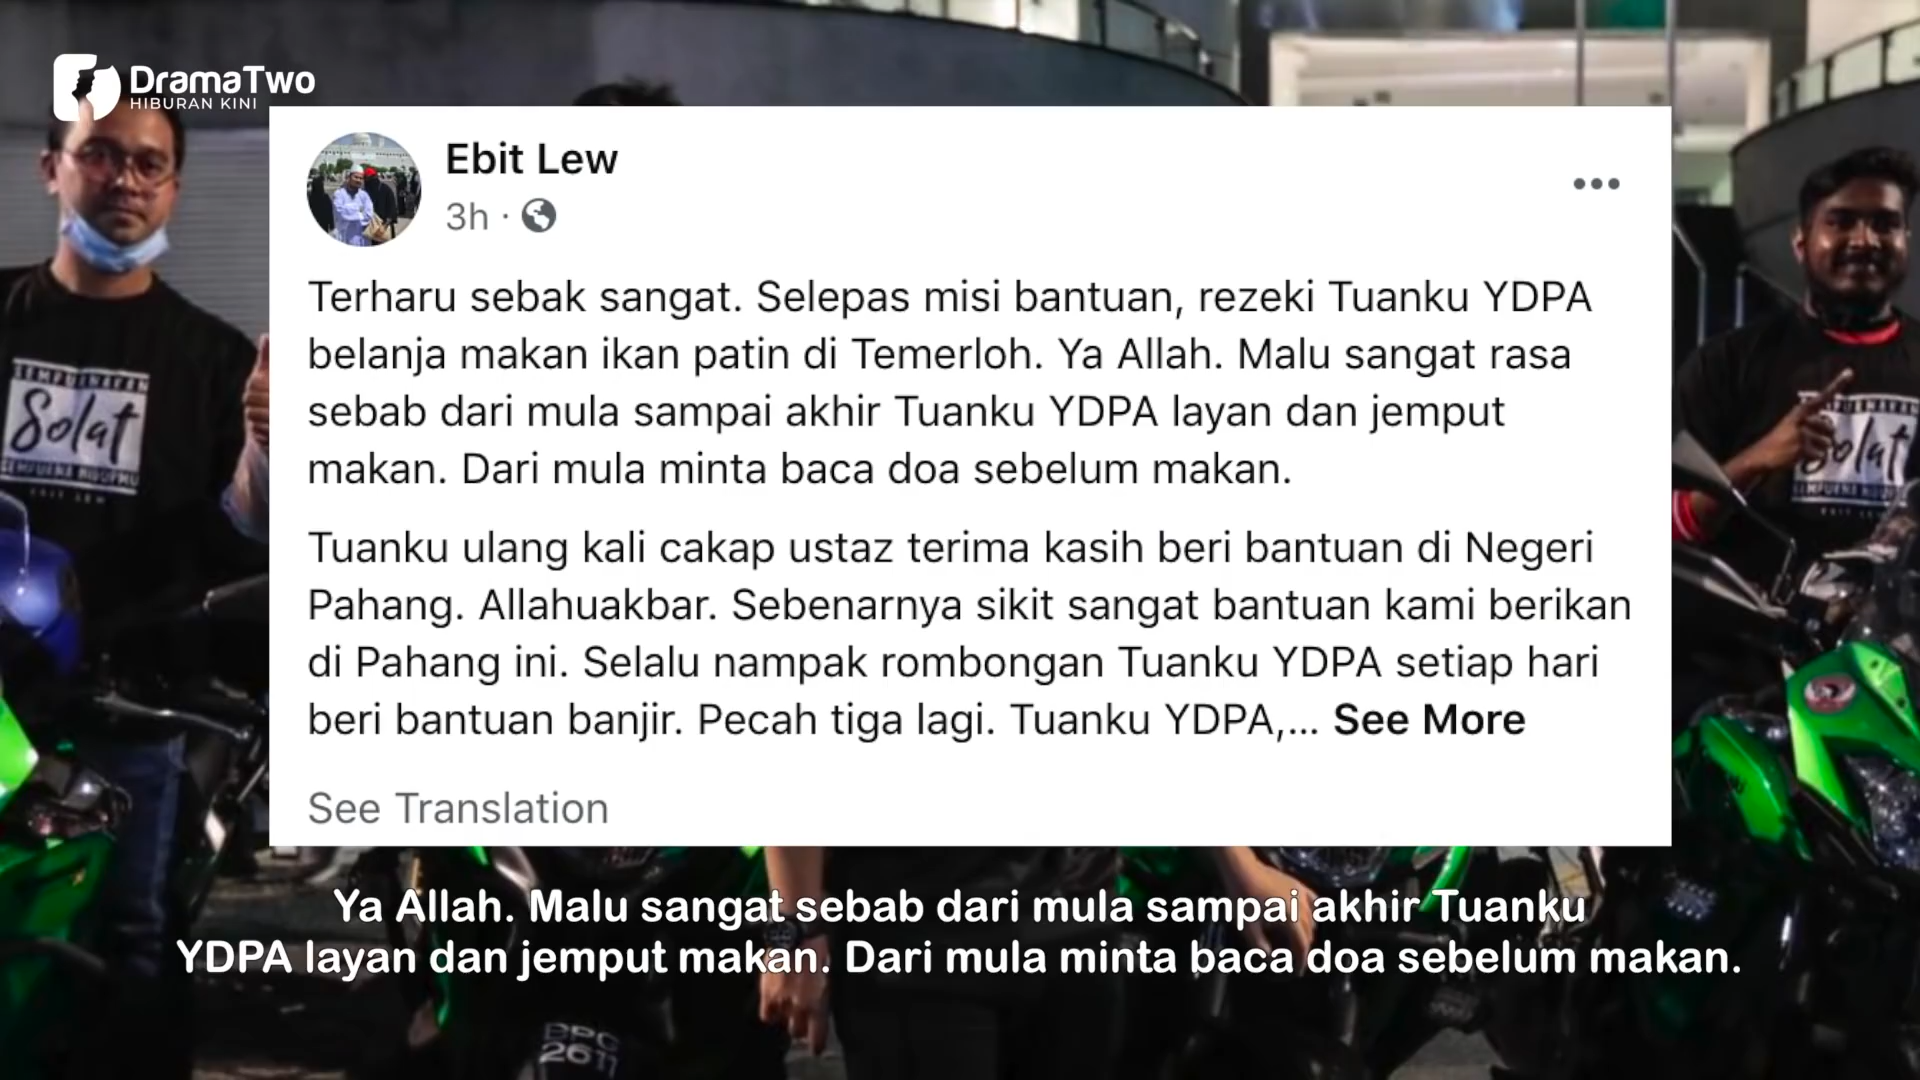 DramaTwo
HIBURAN KINI
Ebit Lew
3h ·
Terharu sebak sangat. Selepas misi bantuan, rezeki Tuanku YDPA
belanja makan ikan patin di Temerloh. Ya Allah. Malu sangat rasa
sebab dari mula sampai akhir Tuanku YDPA layan dan jemput
makan. Dari mula minta baca doa sebelum makan.
Tuanku ulang kali cakap ustaz terima kasih beri bantuan di Negeri
Pahang. Allahuakbar. Sebenarnya sikit sangat bantuan kami berikan
di Pahang ini. Selalu nampak rombongan Tuanku YDPA setiap hari
beri bantuan banjir. Pecah tiga lagi. Tuanku YDPA,... See More
See Translation
Solat
SEMPURNA HIDUPMU
EBIT LEW
Solat
Ya Allah. Malu sangat sebab dari mula sampai akhir Tuanku
YDPA layan dan jemput makan. Dari mula minta baca doa sebelum makan.
2611